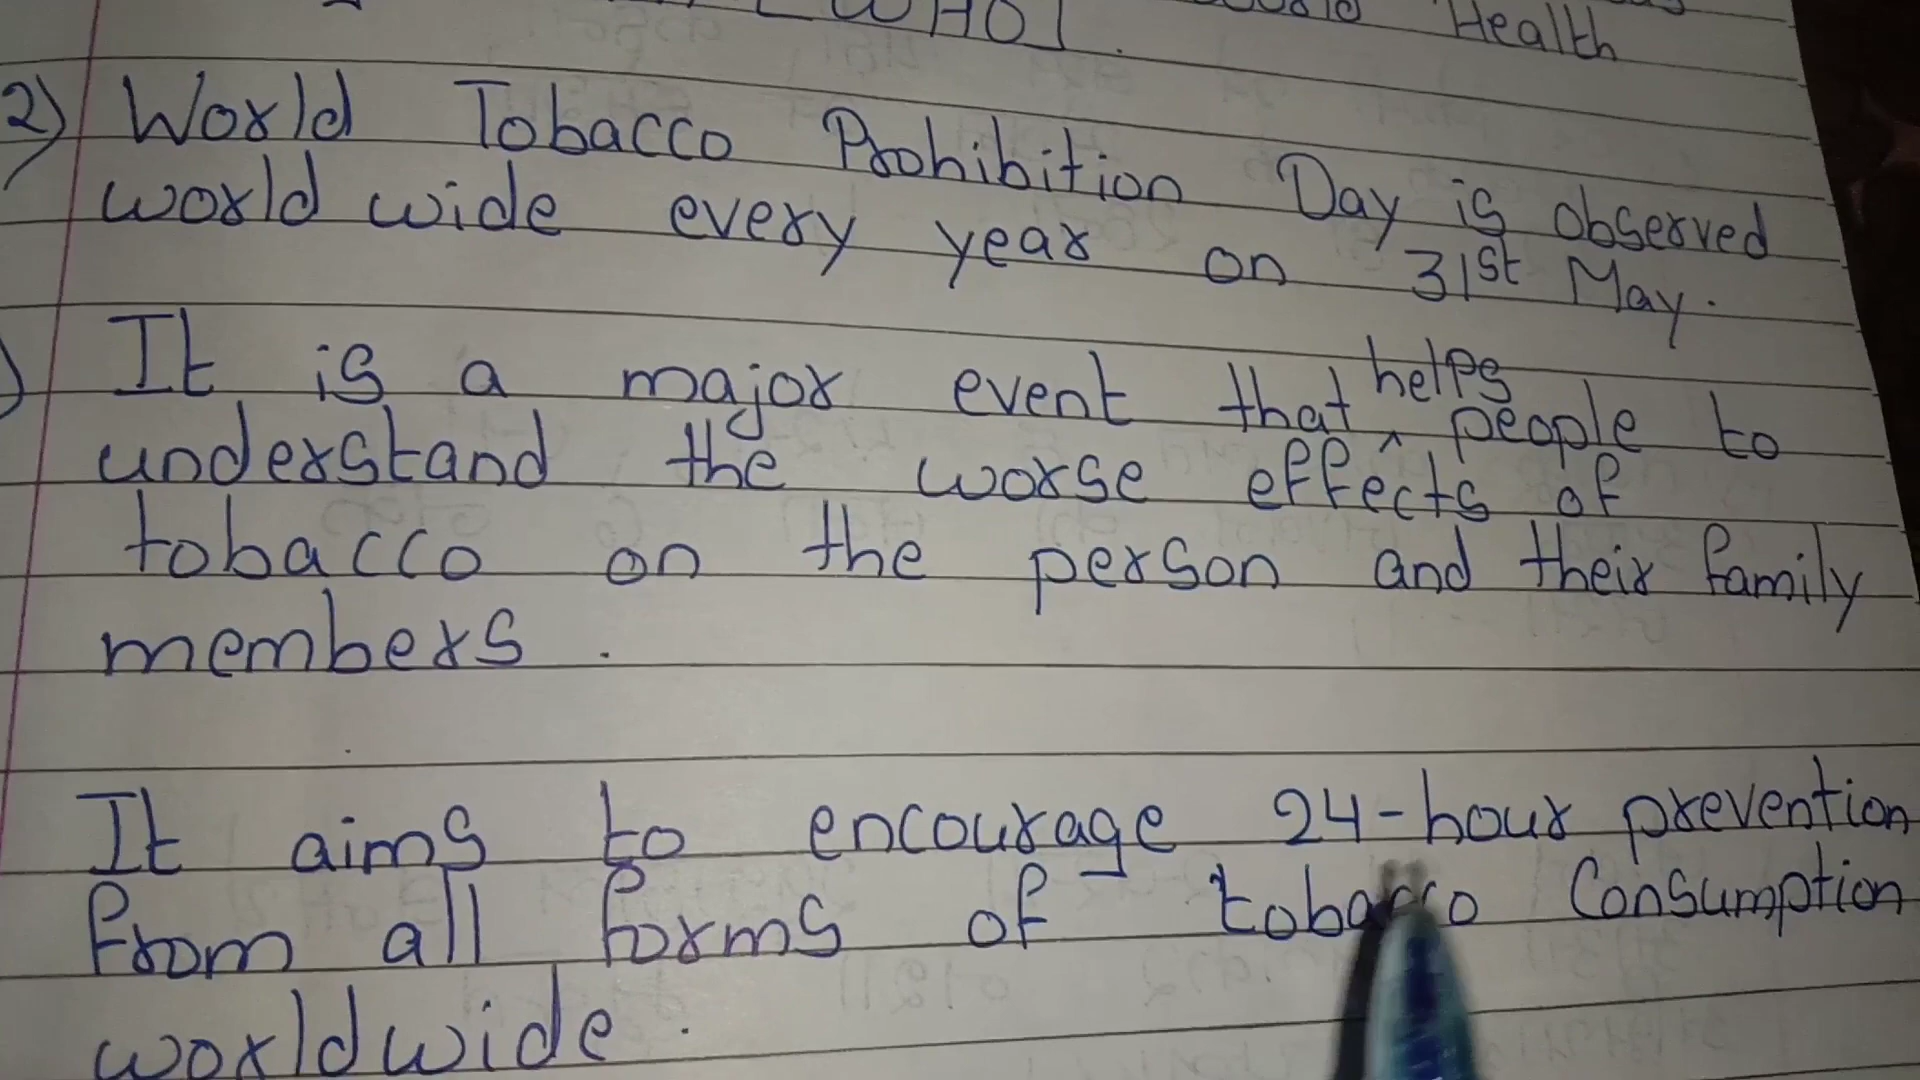 WHO]. Health
2) World Tobacco Prohibition Day is observed
world wide every year on 31st May.
It is a major event that ^ helps people to
understand the worse effects of
tobacco on the person and their family
members.
It aims to encourage 24-hour prevention
from all forms of tobacco Consumption
worldwide.